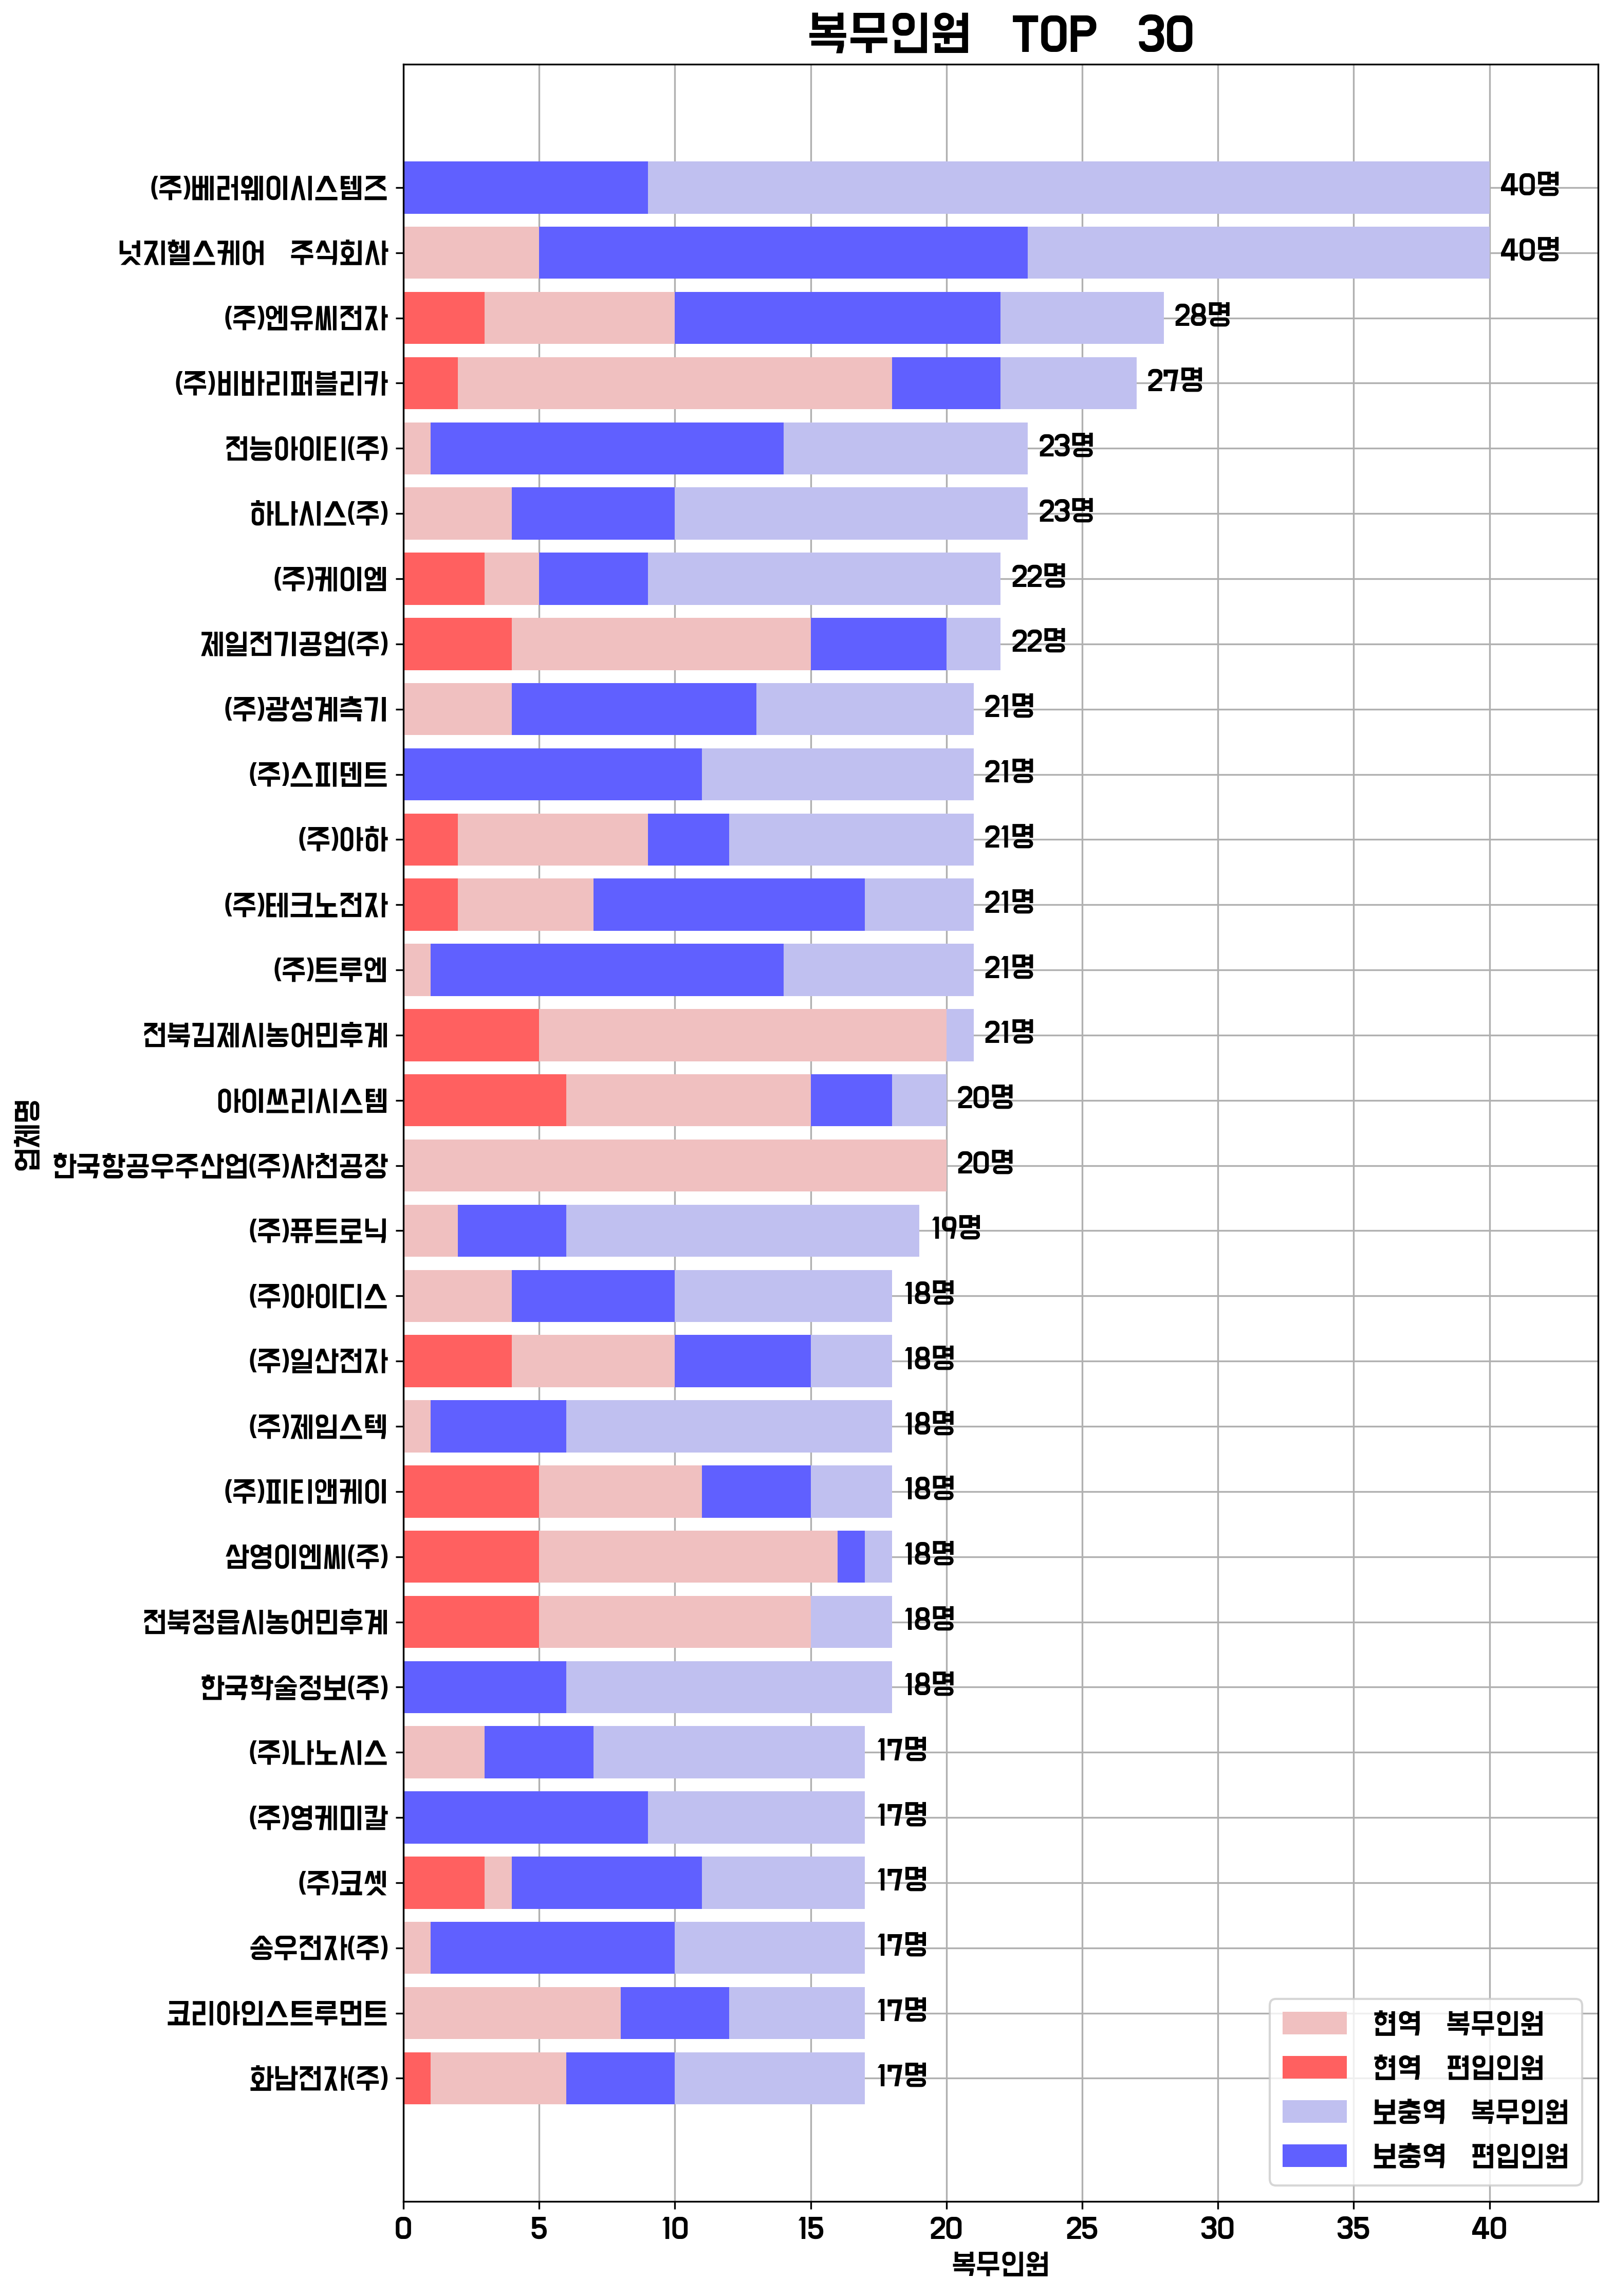 복무인원 TOP 30
(주)베러웨이시스템즈 40명
넛지헬스케어 주식회사 40명
(주)엔유씨전자 28명
(주)비바리퍼블리카 27명
전능아이티(주) 23명
하나시스(주) 23명
(주)케이엠 22명
제일전기공업(주) 22명
(주)광성계측기 21명
(주)스피덴트 21명
(주)아하 21명
(주)테크노전자 21명
(주)트루엔 21명
전북김제시농어민후계 21명
아이쓰리시스템 20명
한국항공우주산업(주)사천공장 20명
(주)퓨트로닉 19명
(주)아이디스 18명
(주)일산전자 18명
(주)제임스텍 18명
(주)피티앤케이 18명
삼영이엔씨(주) 18명
전북정읍시농어민후계 18명
한국학술정보(주) 18명
(주)나노시스 17명
(주)영케미칼 17명
(주)코셋 17명
송우전자(주) 17명
코리아인스트루먼트 17명
화남전자(주) 17명
업체명
현역 복무인원
현역 편입인원
보충역 복무인원
보충역 편입인원
0 5 10 15 20 25 30 35 40
복무인원